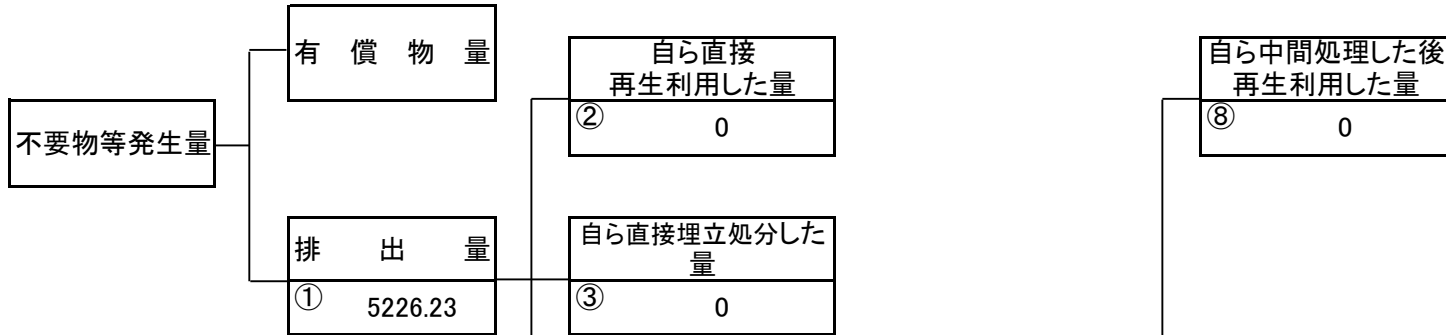 有償物量
自ら直接
再生利用した量
② 0
自ら中間処理した後
再生利用した量
⑧ 0
不要物等発生量
排出量
① 5226.23
自ら直接埋立処分した
量
③ 0